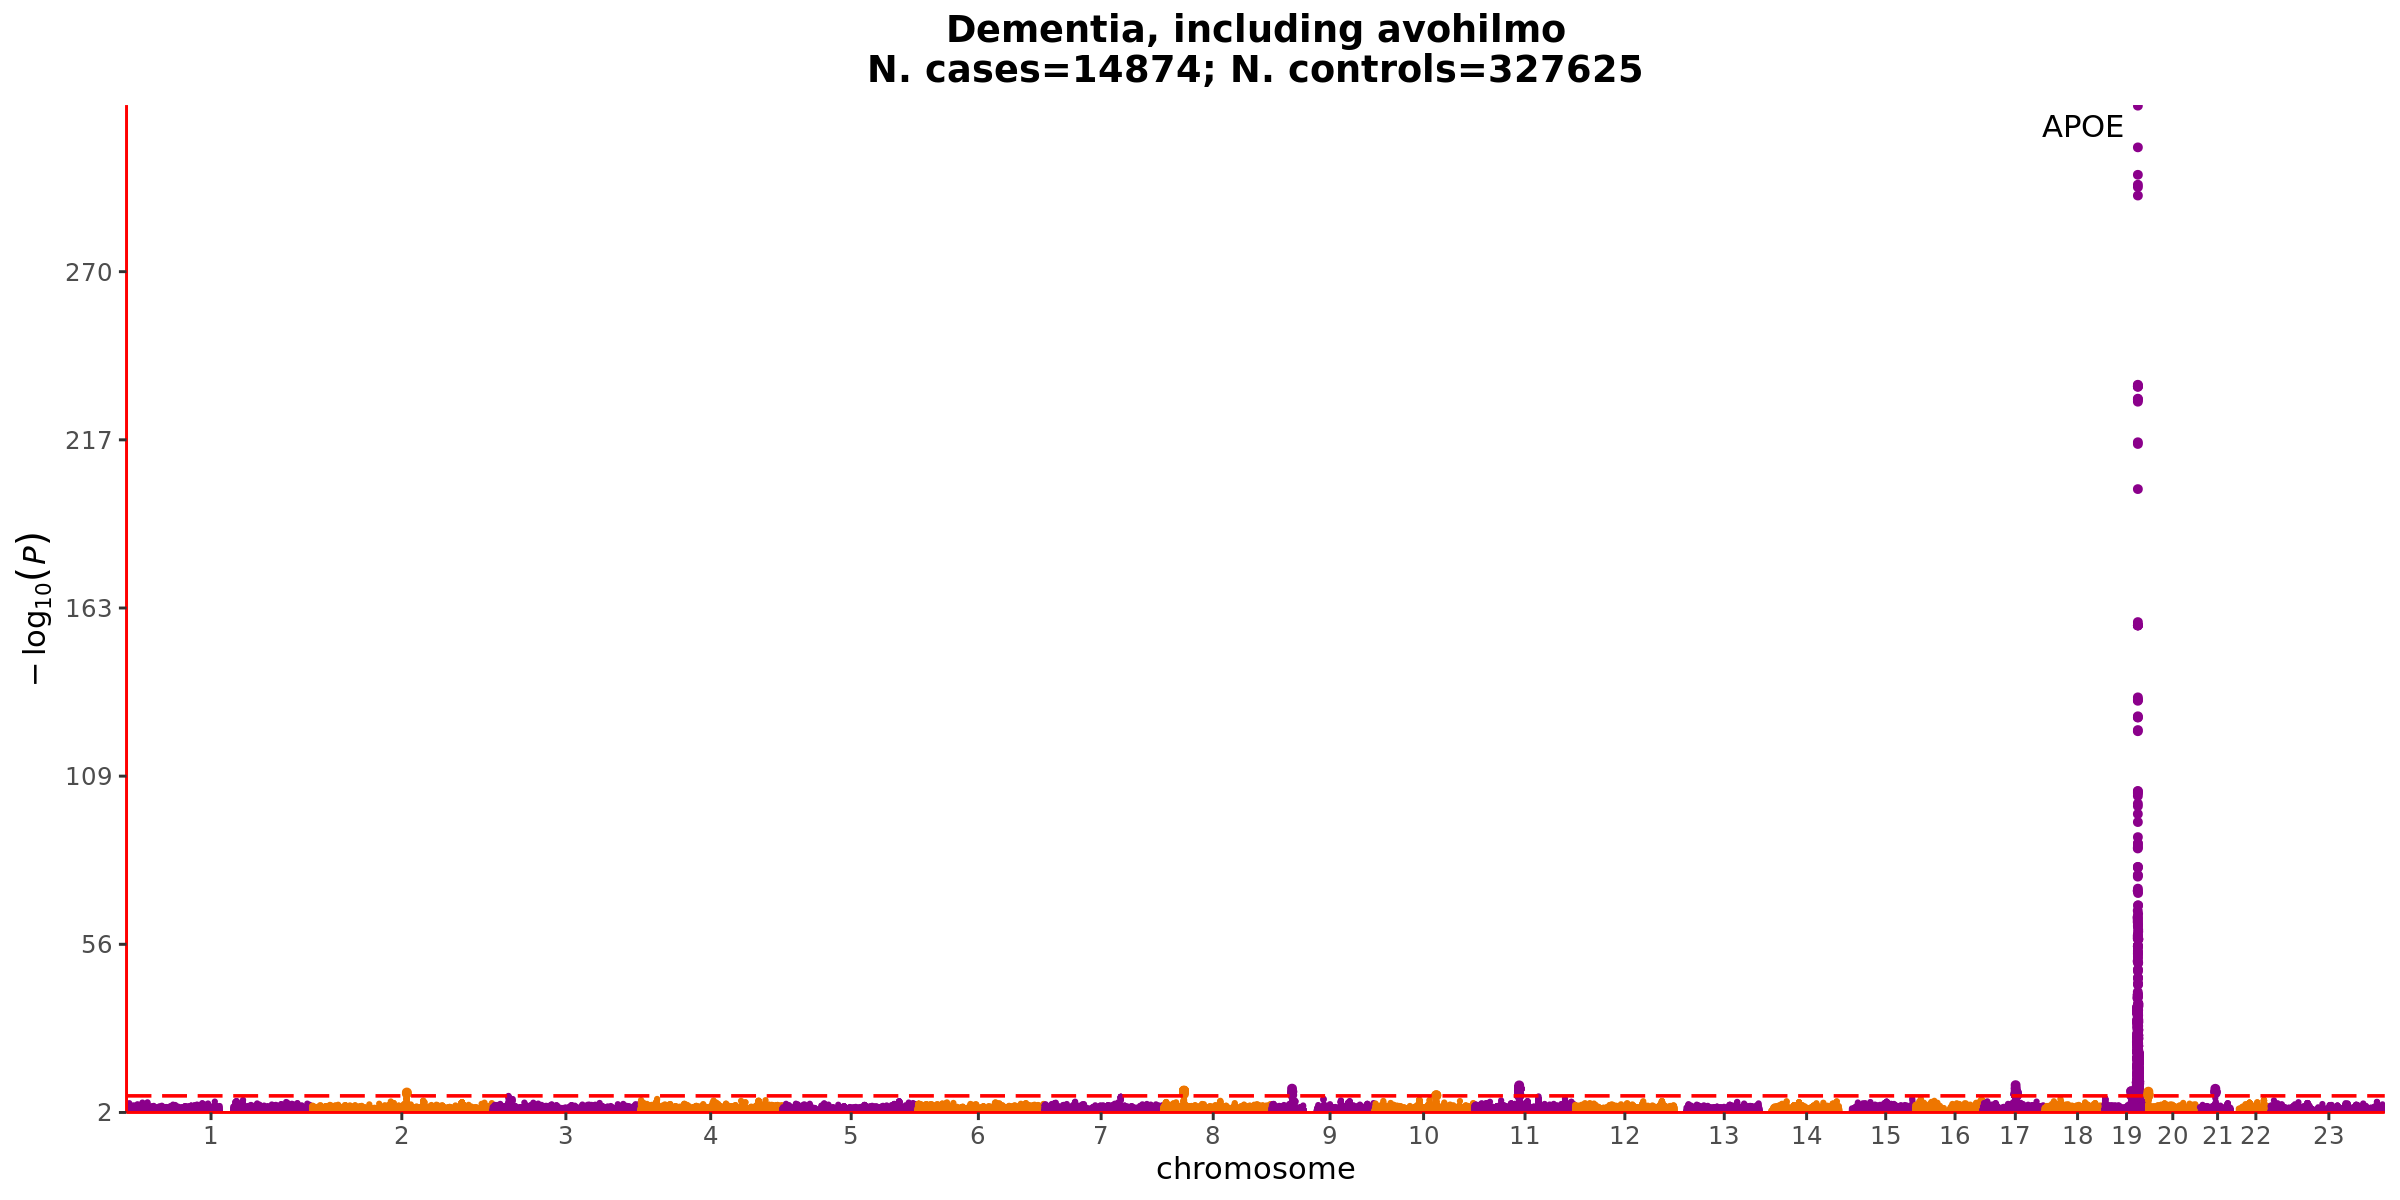 Dementia, including avohilmo
N. cases=14874; N. controls=327625
APOE
270
217
163
109
56
2
−log₁₀(P)
1 2 3 4 5 6 7 8 9 10 11 12 13 14 15 16 17 18 19 20 21 22 23
chromosome